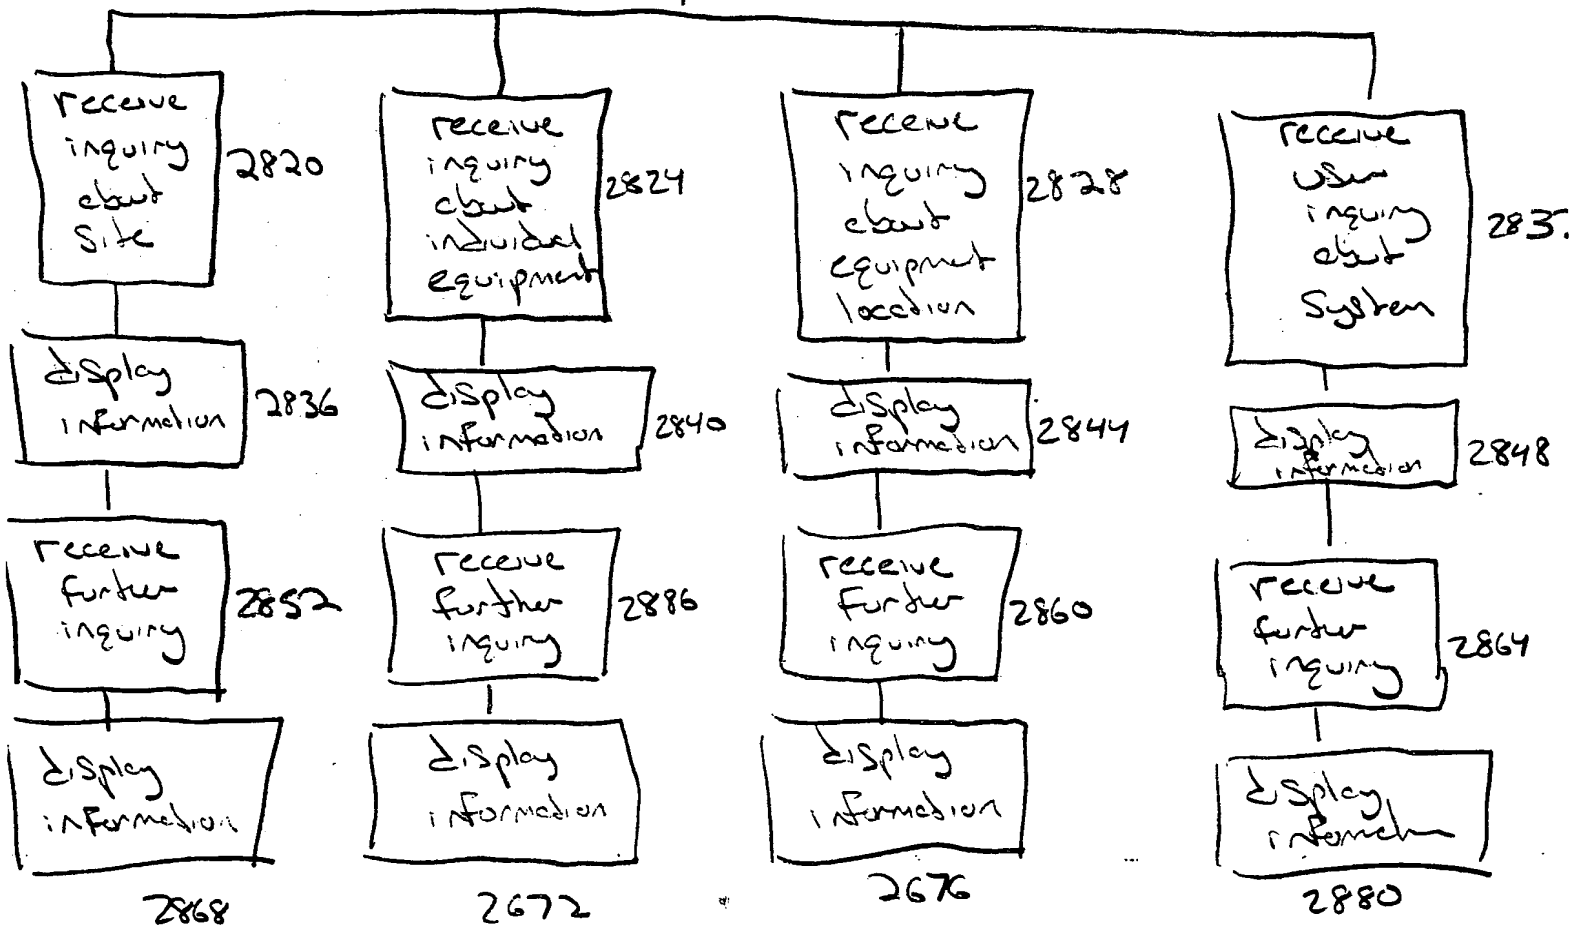 receive
inquiry
about
site
2820
receive
inquiry
about
individual
equipment
2824
receive
inquiry
about
equipment
location
2828
receive
user
inquiry
about
system
283
display
information
2836
display
information
2840
display
information
2844
display
information
2848
receive
further
inquiry
2852
receive
further
inquiry
2886
receive
further
inquiry
2860
receive
further
inquiry
2864
display
information
2868
display
information
2672
display
information
2676
display
information
2880